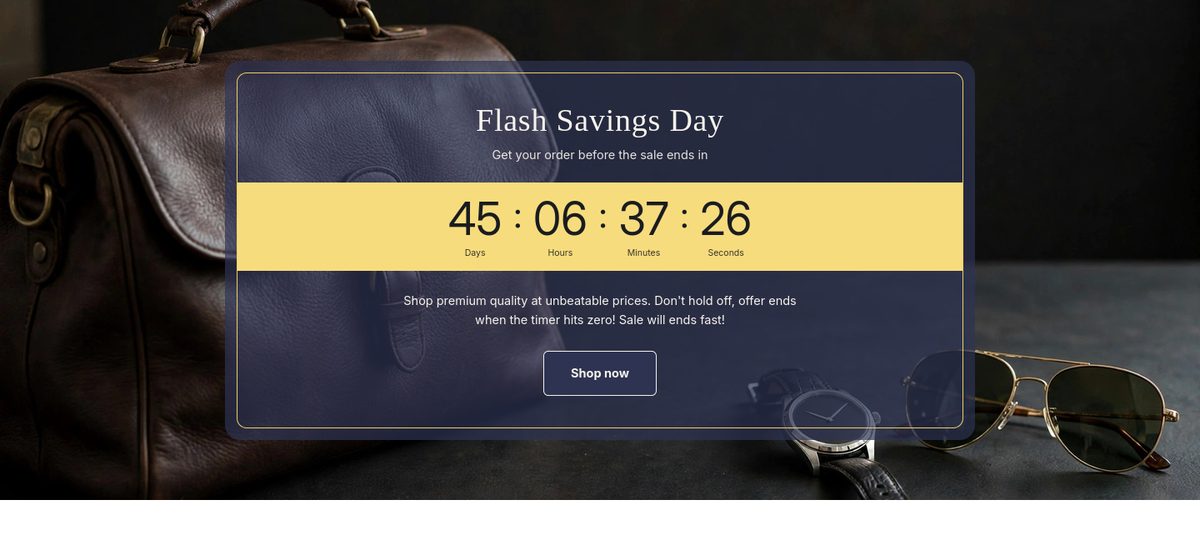 Flash Savings Day
Get your order before the sale ends in
45 : 06 : 37 : 26
Days Hours Minutes Seconds
Shop premium quality at unbeatable prices. Don't hold off, offer ends
when the timer hits zero! Sale will ends fast!
Shop now